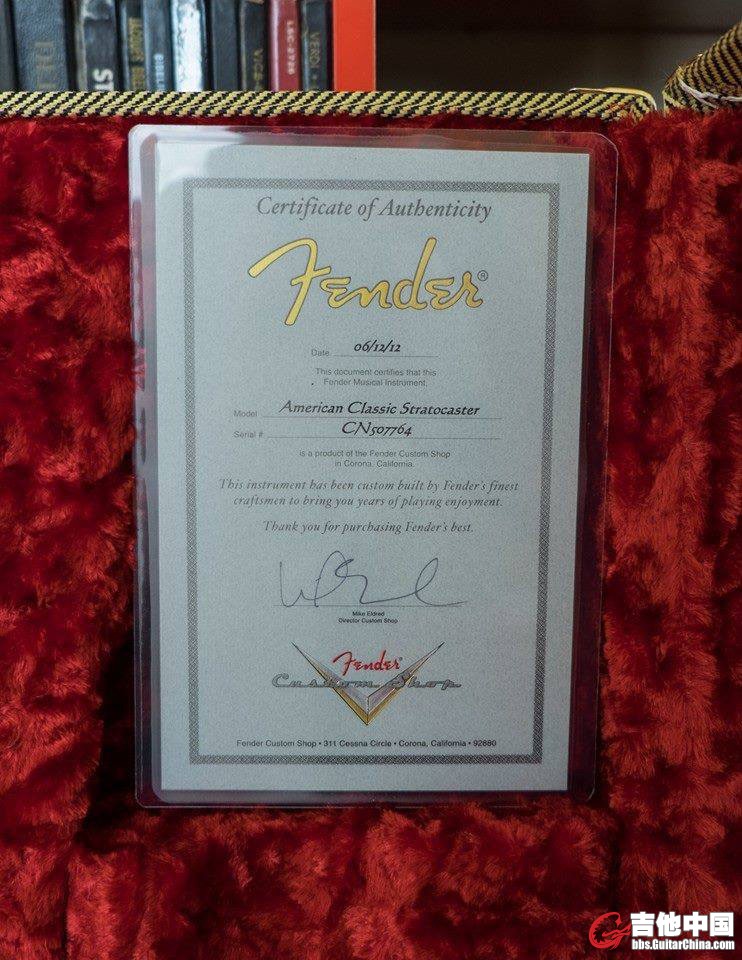 LSC-2726
VERDI
Certificate of Authenticity
Fender®
Date 06/12/12
This document certifies that this
Fender Musical Instrument,
Model American Classic Stratocaster
Serial # CN507764
is a product of the Fender Custom Shop
in Corona, California.
This instrument has been custom built by Fender's finest
craftsmen to bring you years of playing enjoyment.
Thank you for purchasing Fender's best.
Mike Eldred
Director Custom Shop
Fender®
Custom Shop
Fender Custom Shop • 311 Cessna Circle • Corona, California • 92880
吉他中国
bbs.GuitarChina.com